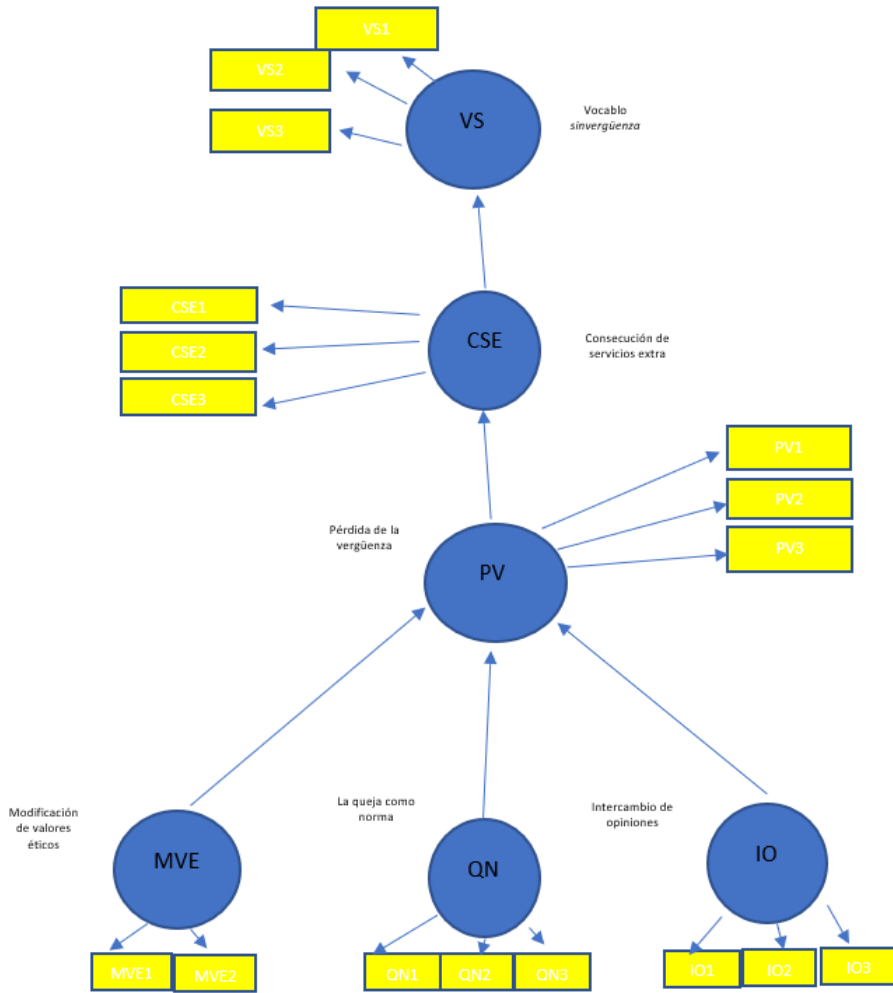 VS1
VS2
VS3
VS
Vocablo
sinvergüenza
CSE1
CSE2
CSE3
CSE
Consecución de
servicios extra
PV1
PV2
PV3
Pérdida de la
vergüenza
PV
Modificación
de valores
éticos
MVE
La queja como
norma
QN
Intercambio de
opiniones
IO
MVE1
MVE2
QN1
QN2
QN3
IO1
IO2
IO3